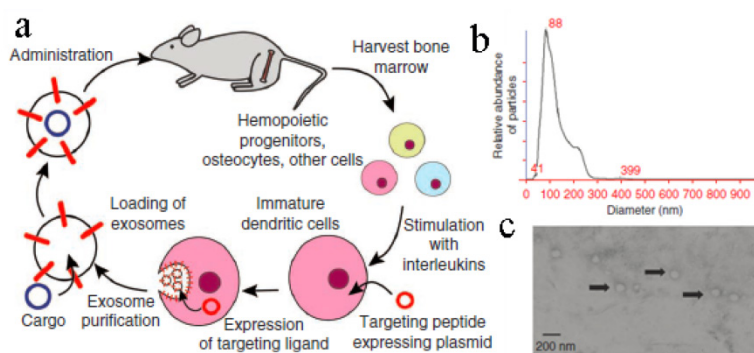 a
Administration
Harvest bone
marrow
Hemopoietic
progenitors,
osteocytes, other cells
Stimulation
with
interleukins
Targeting peptide
expressing plasmid
Immature
dendritic cells
Expression
of targeting ligand
Loading of
exosomes
Exosome
purification
Cargo
b
Relative abundance
of particles
88
41
399
0 100 200 300 400 500 600 700 800 900
Diameter (nm)
c
200 nm